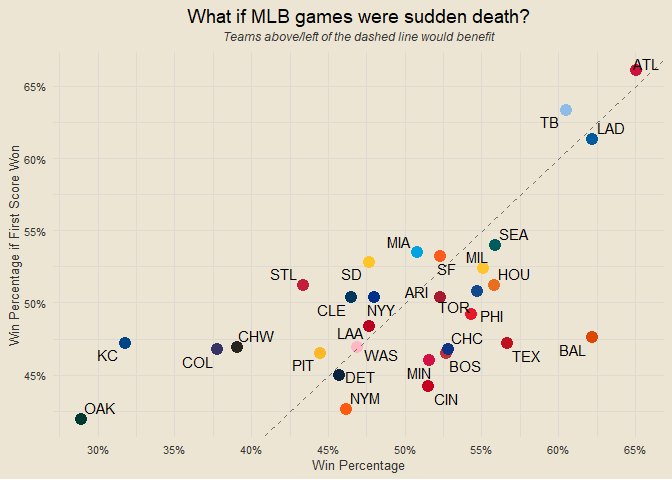 What if MLB games were sudden death?
Teams above/left of the dashed line would benefit
Win Percentage if First Score Won
65%
60%
55%
50%
45%
ATL
TB
LAD
SEA
MIA
MIL
SF
SD
STL
HOU
ARI
TOR
CLE
NYY
PHI
LAA
CHW
CHC
KC
COL
PIT
WAS
TEX
BAL
BOS
MIN
DET
NYM
CIN
OAK
30%
35%
40%
45%
50%
55%
60%
65%
Win Percentage